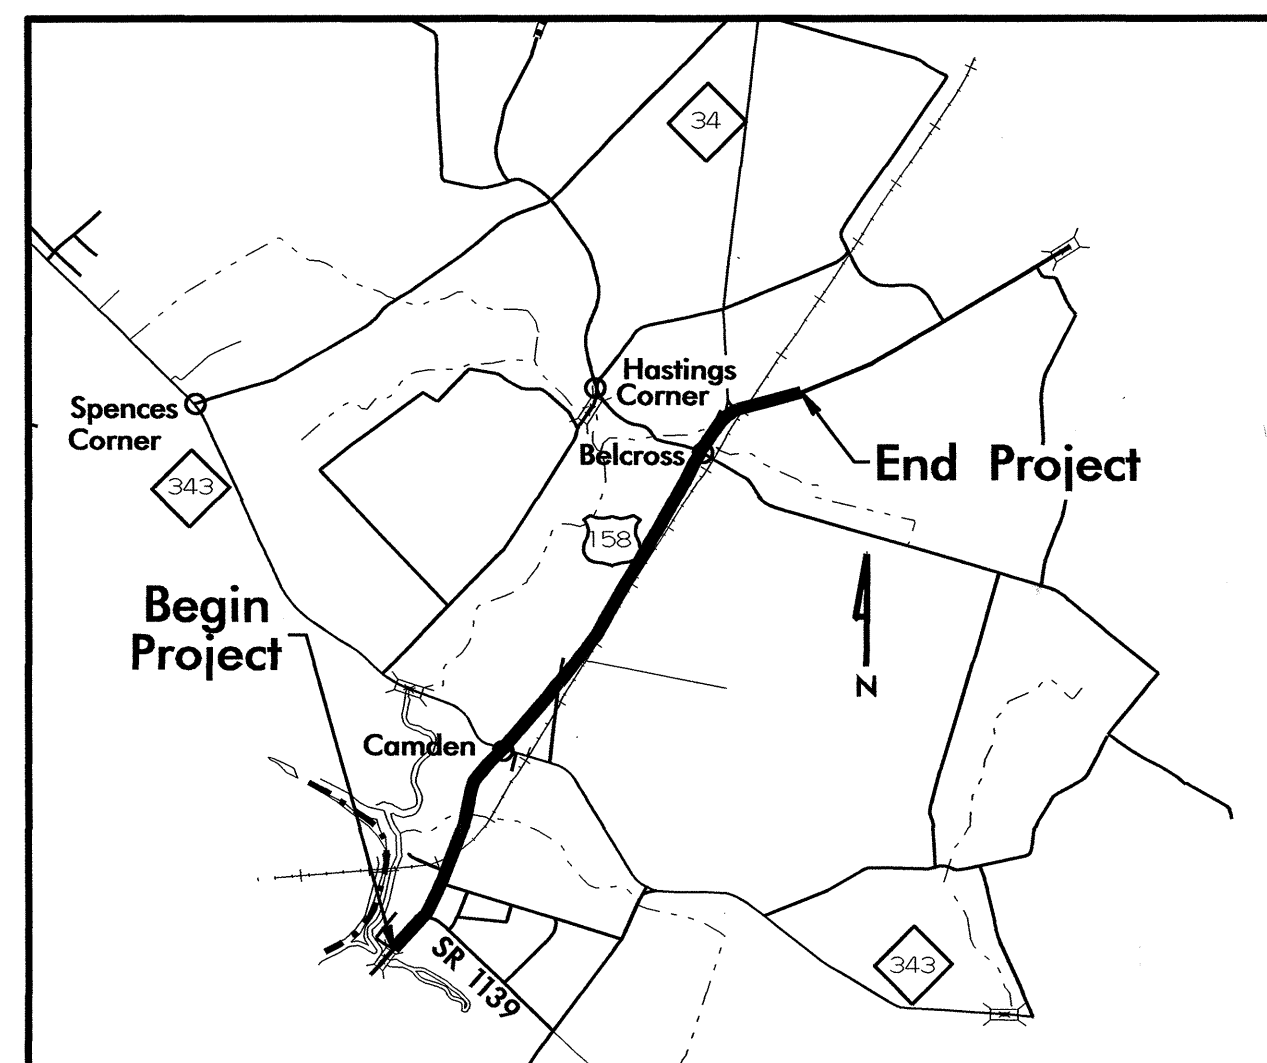 34
Hastings
Corner
Spences
Corner
Belcross
End Project
343
158
Begin
Project
N
Camden
SR 1139
343